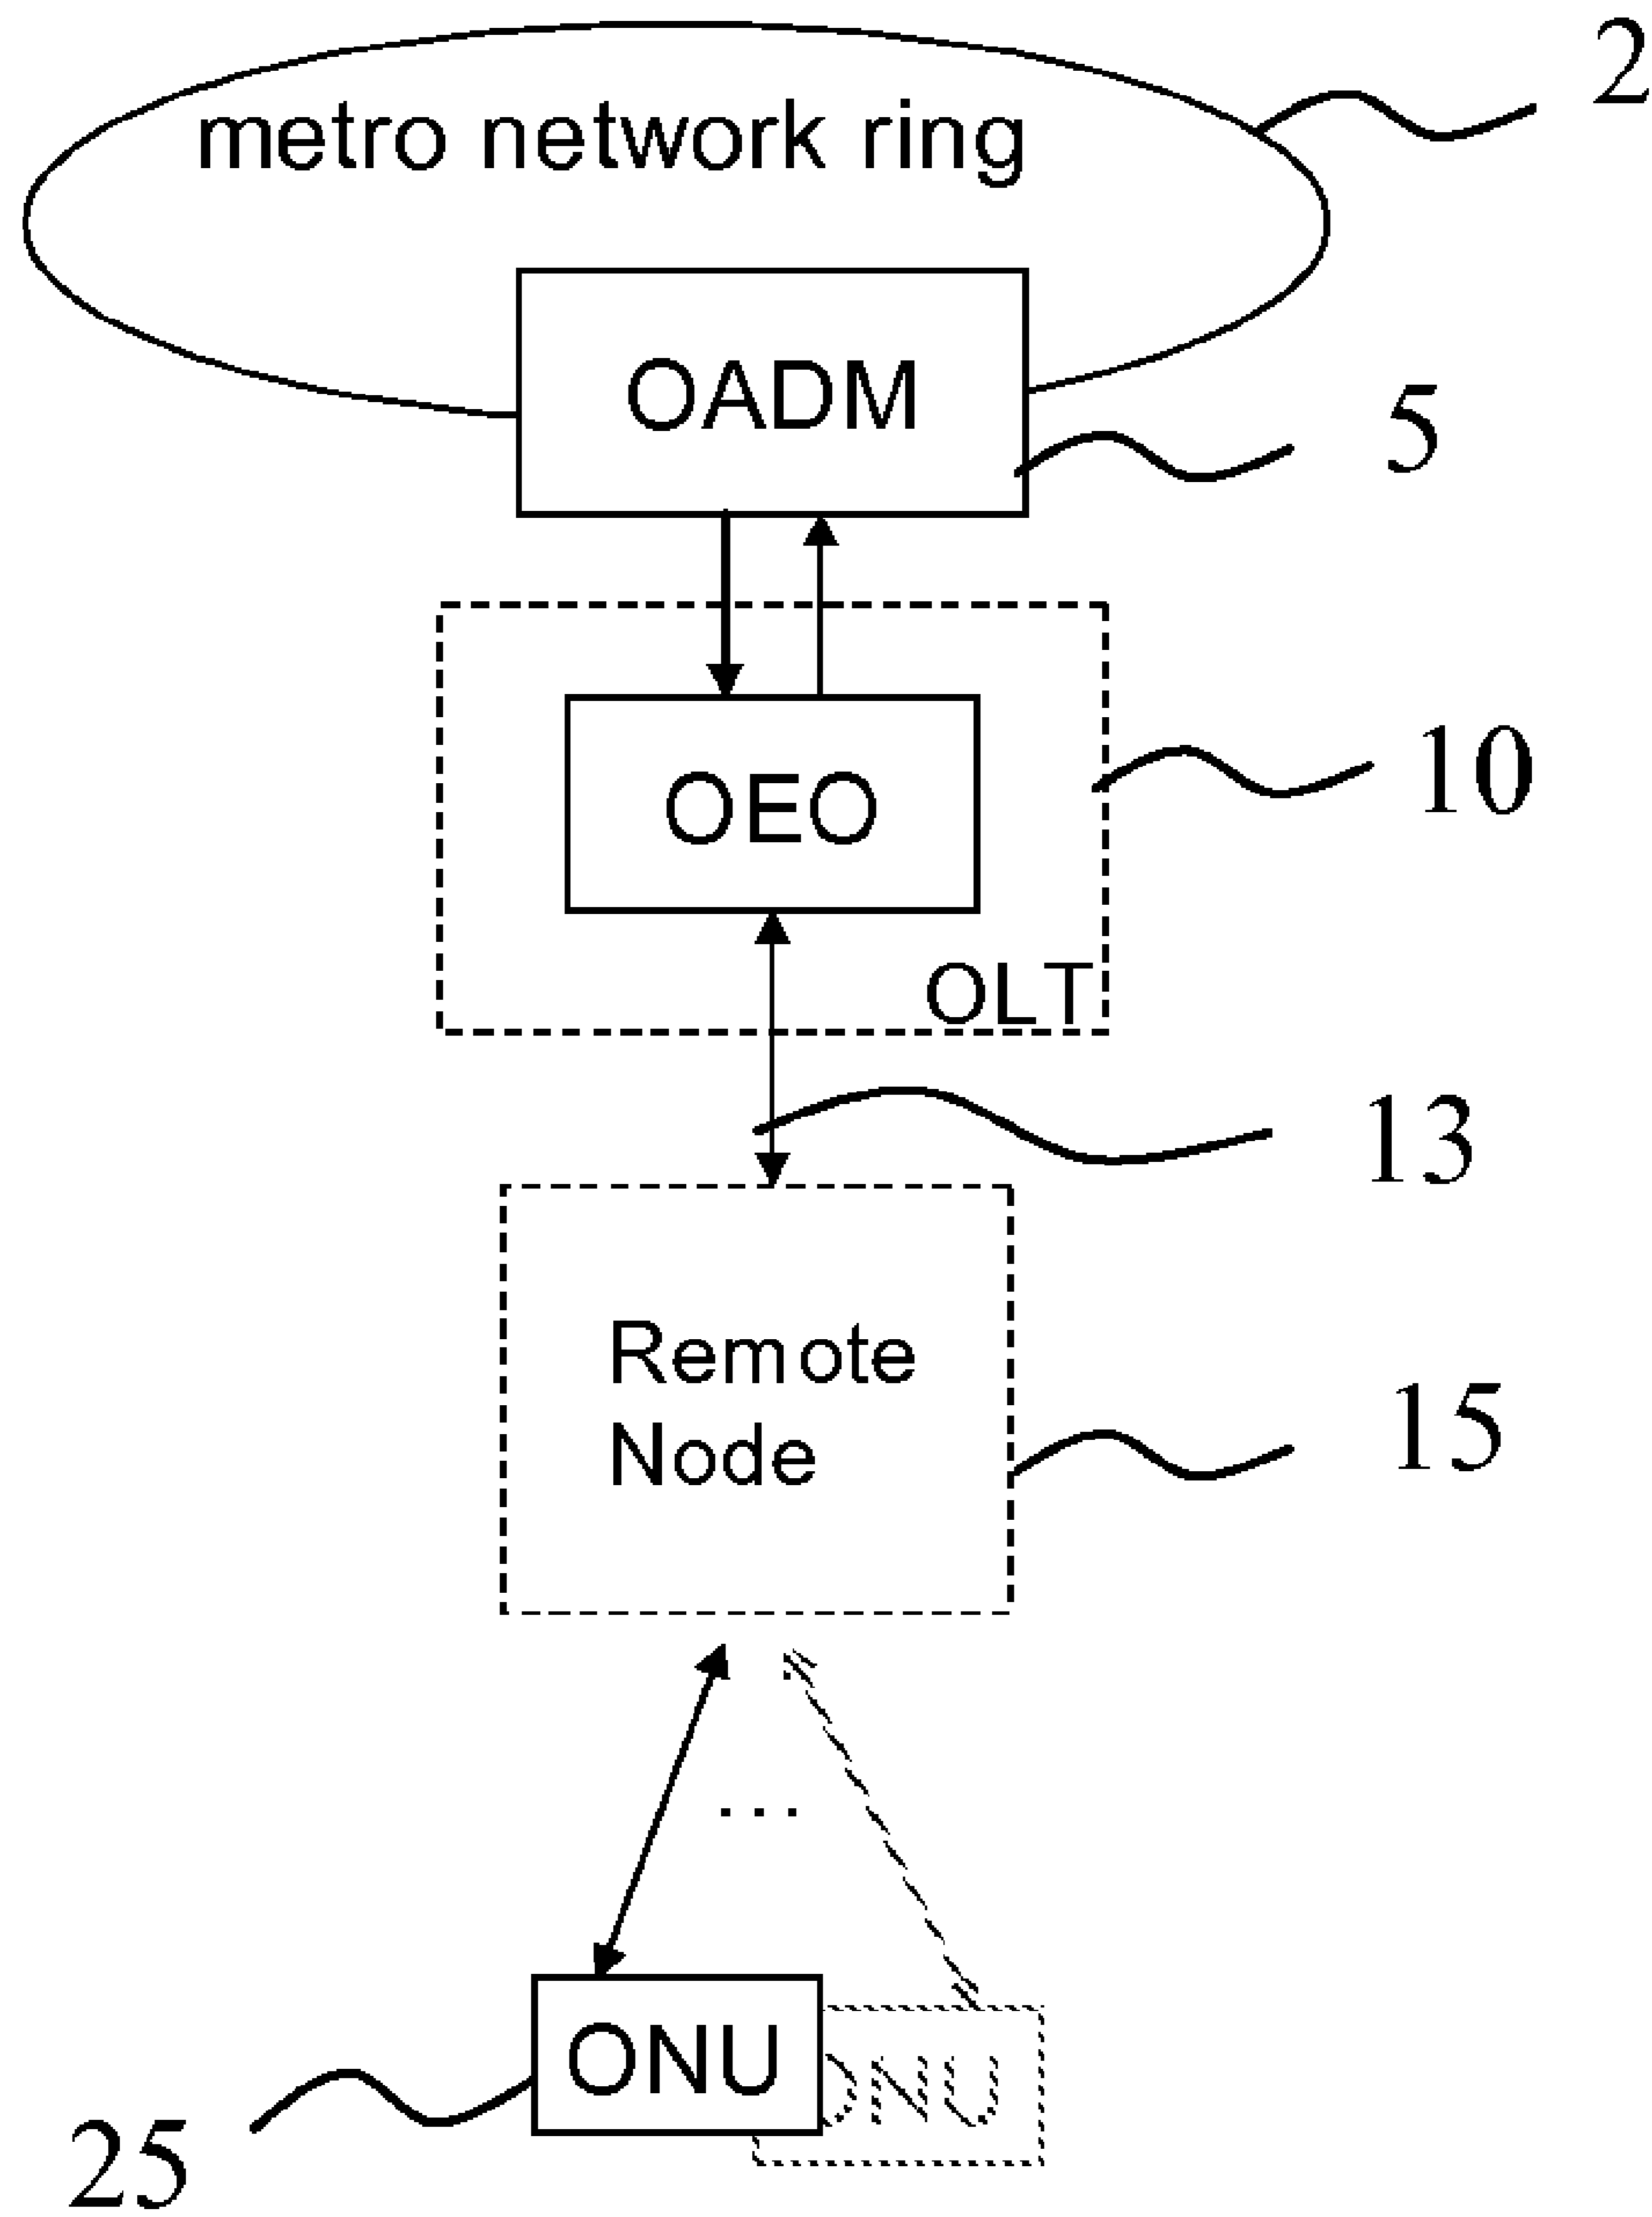 2
metro network ring
OADM
5
OEO
10
OLT
13
Remote
Node
15
...
ONU
ONU
25